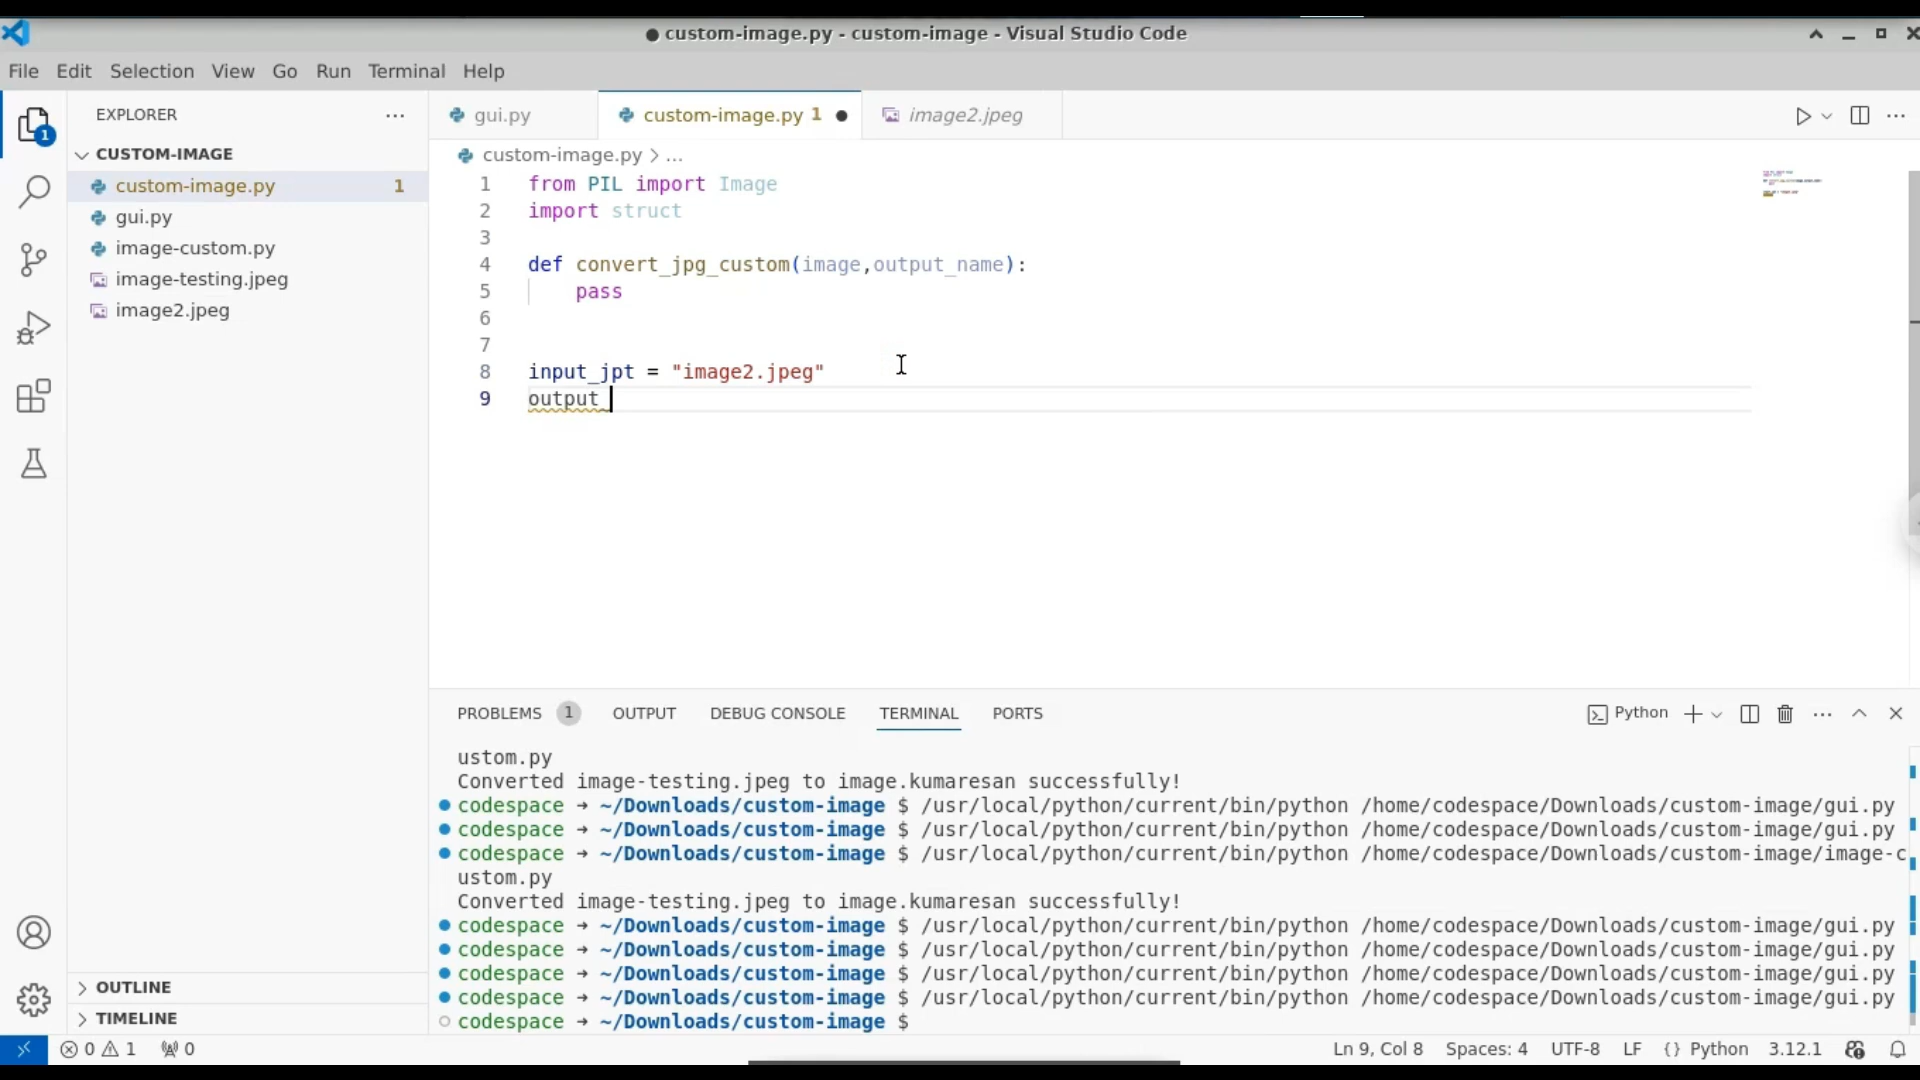 ● custom-image.py - custom-image - Visual Studio Code
File Edit Selection View Go Run Terminal Help
EXPLORER ...
gui.py custom-image.py 1 ● image2.jpeg
1
CUSTOM-IMAGE
custom-image.py > ...
custom-image.py 1
gui.py
image-custom.py
image-testing.jpeg
image2.jpeg
1 from PIL import Image
2 import struct
3
4 def convert_jpg_custom(image,output_name):
5 pass
6
7
8 input_jpt = "image2.jpeg"
9 output_
PROBLEMS 1 OUTPUT DEBUG CONSOLE TERMINAL PORTS
Python
ustom.py
Converted image-testing.jpeg to image.kumaresan successfully!
codespace → ~/Downloads/custom-image $ /usr/local/python/current/bin/python /home/codespace/Downloads/custom-image/gui.py
codespace → ~/Downloads/custom-image $ /usr/local/python/current/bin/python /home/codespace/Downloads/custom-image/gui.py
codespace → ~/Downloads/custom-image $ /usr/local/python/current/bin/python /home/codespace/Downloads/custom-image/image-c
ustom.py
Converted image-testing.jpeg to image.kumaresan successfully!
codespace → ~/Downloads/custom-image $ /usr/local/python/current/bin/python /home/codespace/Downloads/custom-image/gui.py
codespace → ~/Downloads/custom-image $ /usr/local/python/current/bin/python /home/codespace/Downloads/custom-image/gui.py
codespace → ~/Downloads/custom-image $ /usr/local/python/current/bin/python /home/codespace/Downloads/custom-image/gui.py
codespace → ~/Downloads/custom-image $ /usr/local/python/current/bin/python /home/codespace/Downloads/custom-image/gui.py
codespace → ~/Downloads/custom-image $
OUTLINE
TIMELINE
0 1 0 Ln 9, Col 8 Spaces: 4 UTF-8 LF {} Python 3.12.1